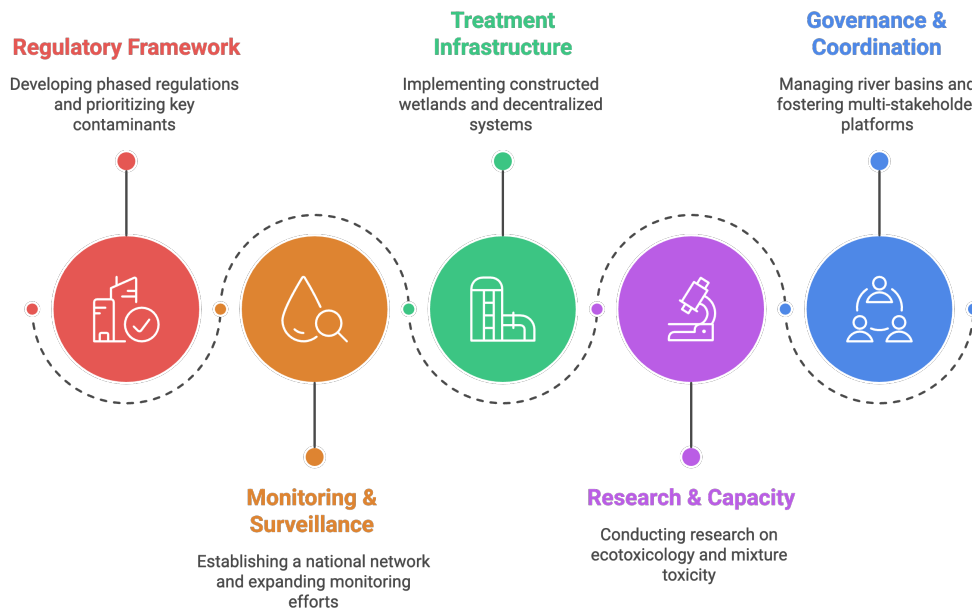 Regulatory Framework
Developing phased regulations
and prioritizing key
contaminants
Monitoring &
Surveillance
Establishing a national network
and expanding monitoring
efforts
Treatment
Infrastructure
Implementing constructed
wetlands and decentralized
systems
Research & Capacity
Conducting research on
ecotoxicology and mixture
toxicity
Governance &
Coordination
Managing river basins and
fostering multi-stakeholde
platforms